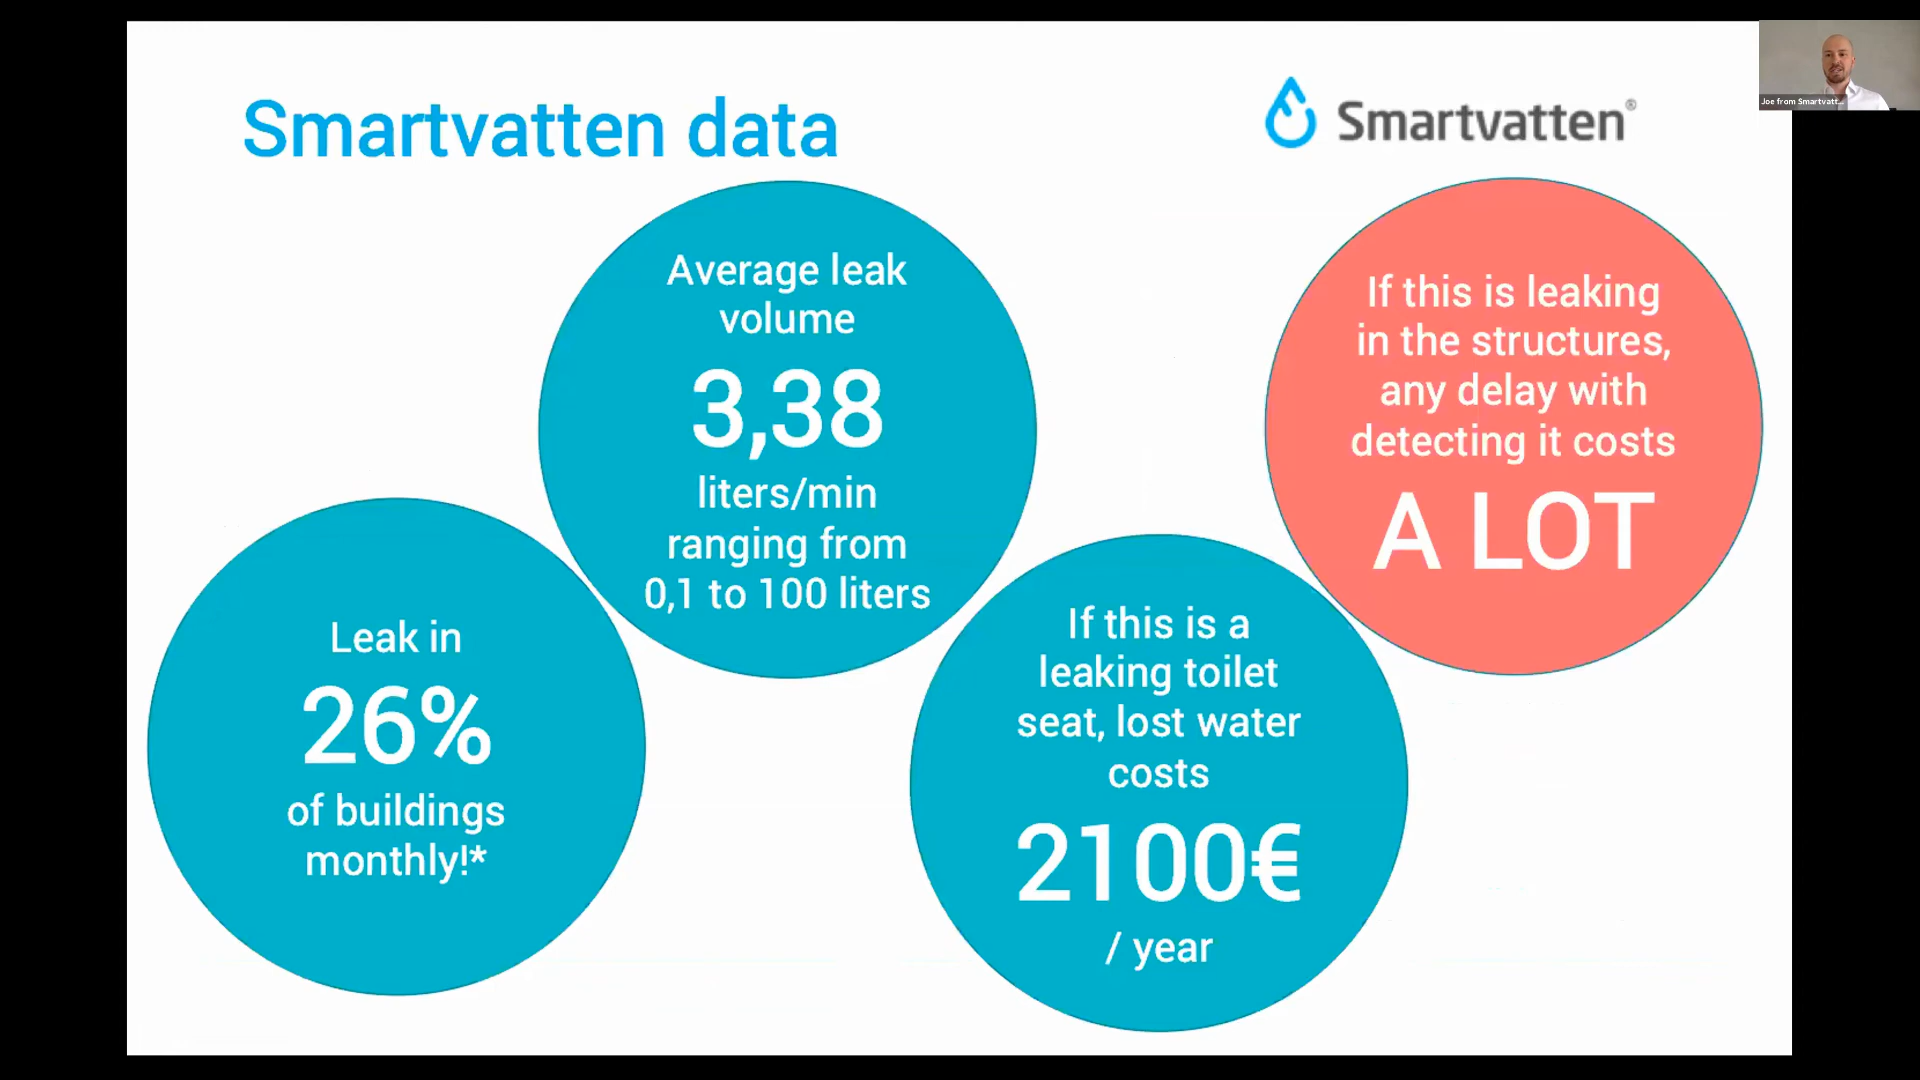 Smartvatten data
Smartvatten®
Joe from Smartvatt...
Average leak
volume
3,38
liters/min
ranging from
0,1 to 100 liters
If this is leaking
in the structures,
any delay with
detecting it costs
A LOT
Leak in
26%
of buildings
monthly!*
If this is a
leaking toilet
seat, lost water
costs
2100€
/ year